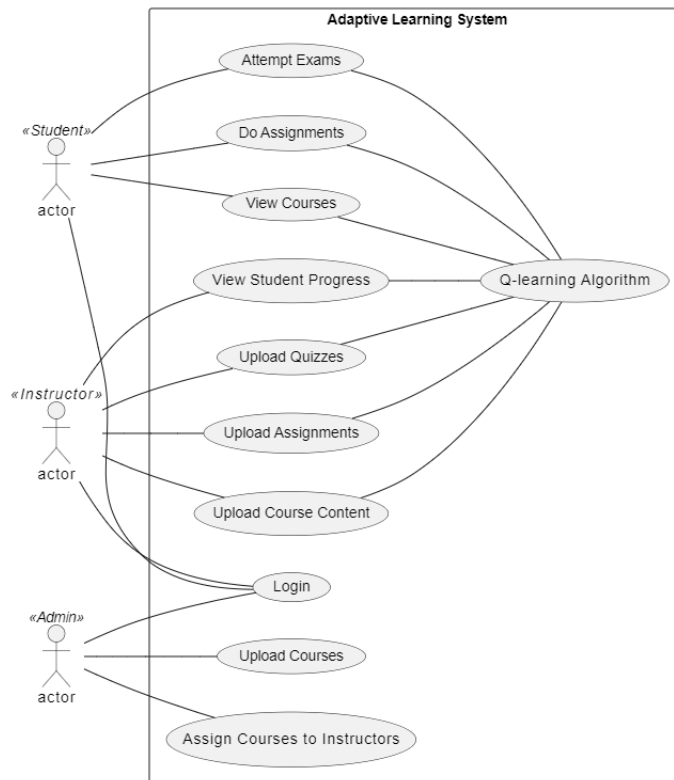 Adaptive Learning System
Attempt Exams
«Student»
actor
Do Assignments
View Courses
View Student Progress
Q-learning Algorithm
Upload Quizzes
«Instructor»
actor
Upload Assignments
Upload Course Content
Login
«Admin»
actor
Upload Courses
Assign Courses to Instructors